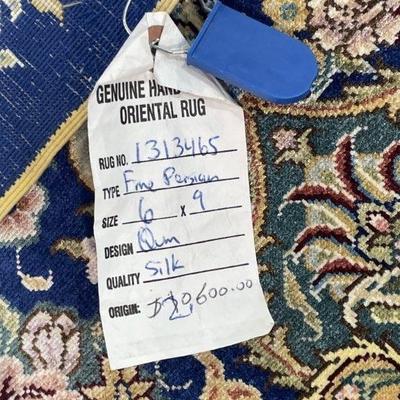 GENUINE HAND
ORIENTAL RUG
RUG NO. 1313465
TYPE Fine Persian
SIZE 6 x 9
DESIGN Qum
QUALITY Silk
ORIGIN: